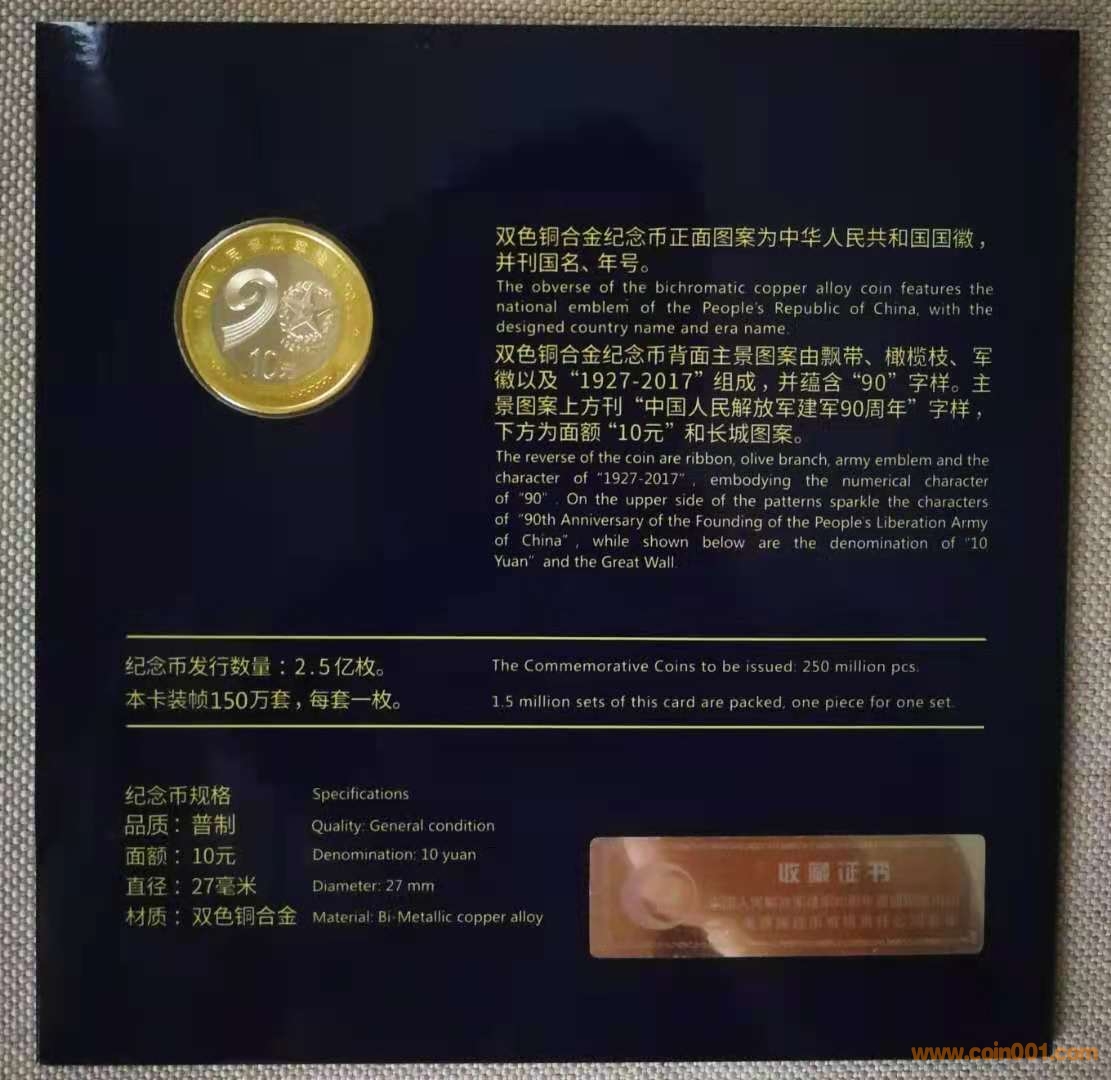 10元
双色铜合金纪念币正面图案为中华人民共和国国徽，
并刊国名、年号。
The obverse of the bichromatic copper alloy coin features the
national emblem of the People's Republic of China, with the
designed country name and era name.
双色铜合金纪念币背面主景图案由飘带、橄榄枝、军
徽以及“1927-2017”组成，并蕴含“90”字样。主
景图案上方刊“中国人民解放军建军90周年”字样，
下方为面额“10元”和长城图案。
The reverse of the coin are ribbon, olive branch, army emblem and the
character of “1927-2017”, embodying the numerical character
of “90”. On the upper side of the patterns sparkle the characters
of “90th Anniversary of the Founding of the People's Liberation Army
of China”, while shown below are the denomination of “10
Yuan” and the Great Wall.
纪念币发行数量：2.5亿枚。
The Commemorative Coins to be issued: 250 million pcs.
本卡装帧150万套，每套一枚。
1.5 million sets of this card are packed, one piece for one set.
纪念币规格
Specifications
品质：普制
Quality: General condition
面额：10元
Denomination: 10 yuan
直径：27毫米
Diameter: 27 mm
材质：双色铜合金
Material: Bi-Metallic copper alloy
收藏证书
www.coin001.com